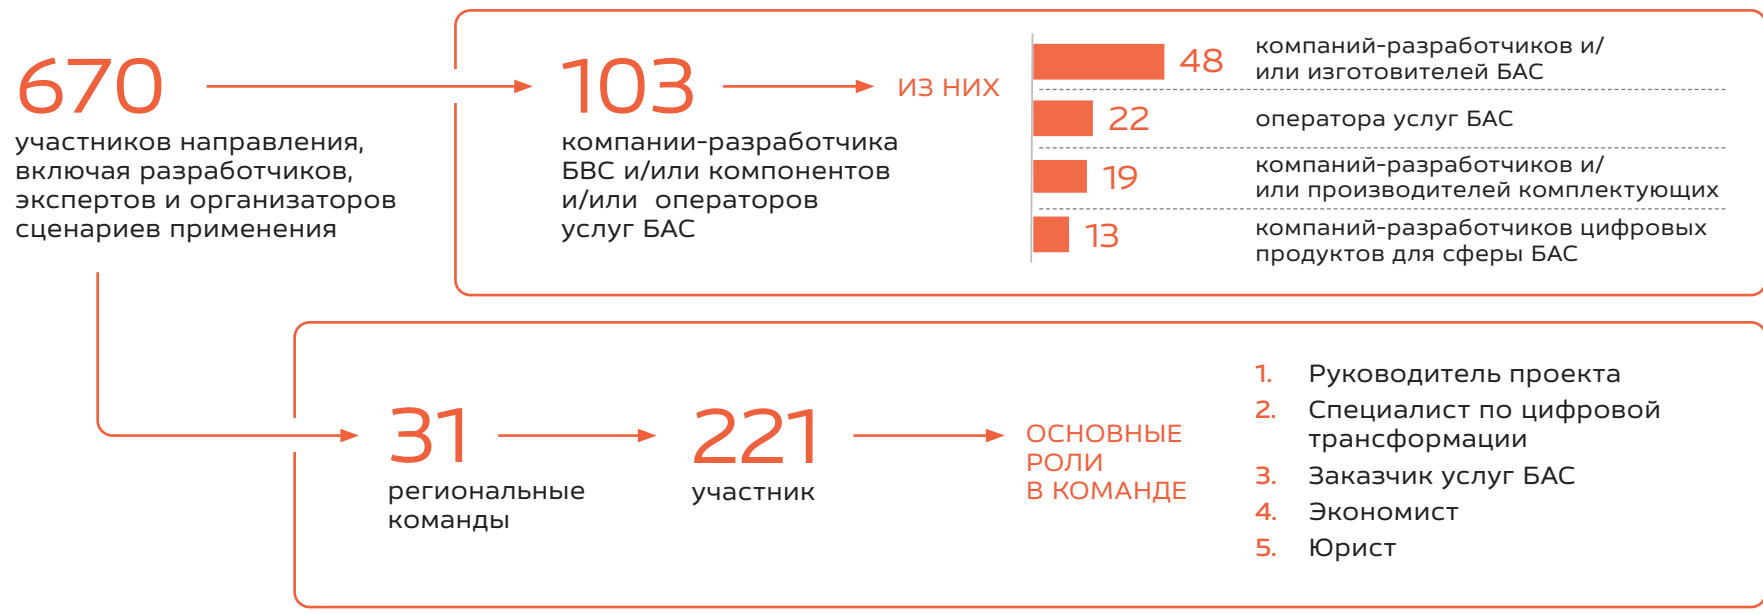 670
участников направления,
включая разработчиков,
экспертов и организаторов
сценариев применения
103
компании-разработчика
БВС и/или компонентов
и/или операторов
услуг БАС
ИЗ НИХ
48
компаний-разработчиков и/
или изготовителей БАС
22
оператора услуг БАС
19
компаний-разработчиков и/
или производителей комплектующих
13
компаний-разработчиков цифровых
продуктов для сферы БАС
31
региональные
команды
221
участник
ОСНОВНЫЕ
РОЛИ
В КОМАНДЕ
1. Руководитель проекта
2. Специалист по цифровой
трансформации
3. Заказчик услуг БАС
4. Экономист
5. Юрист